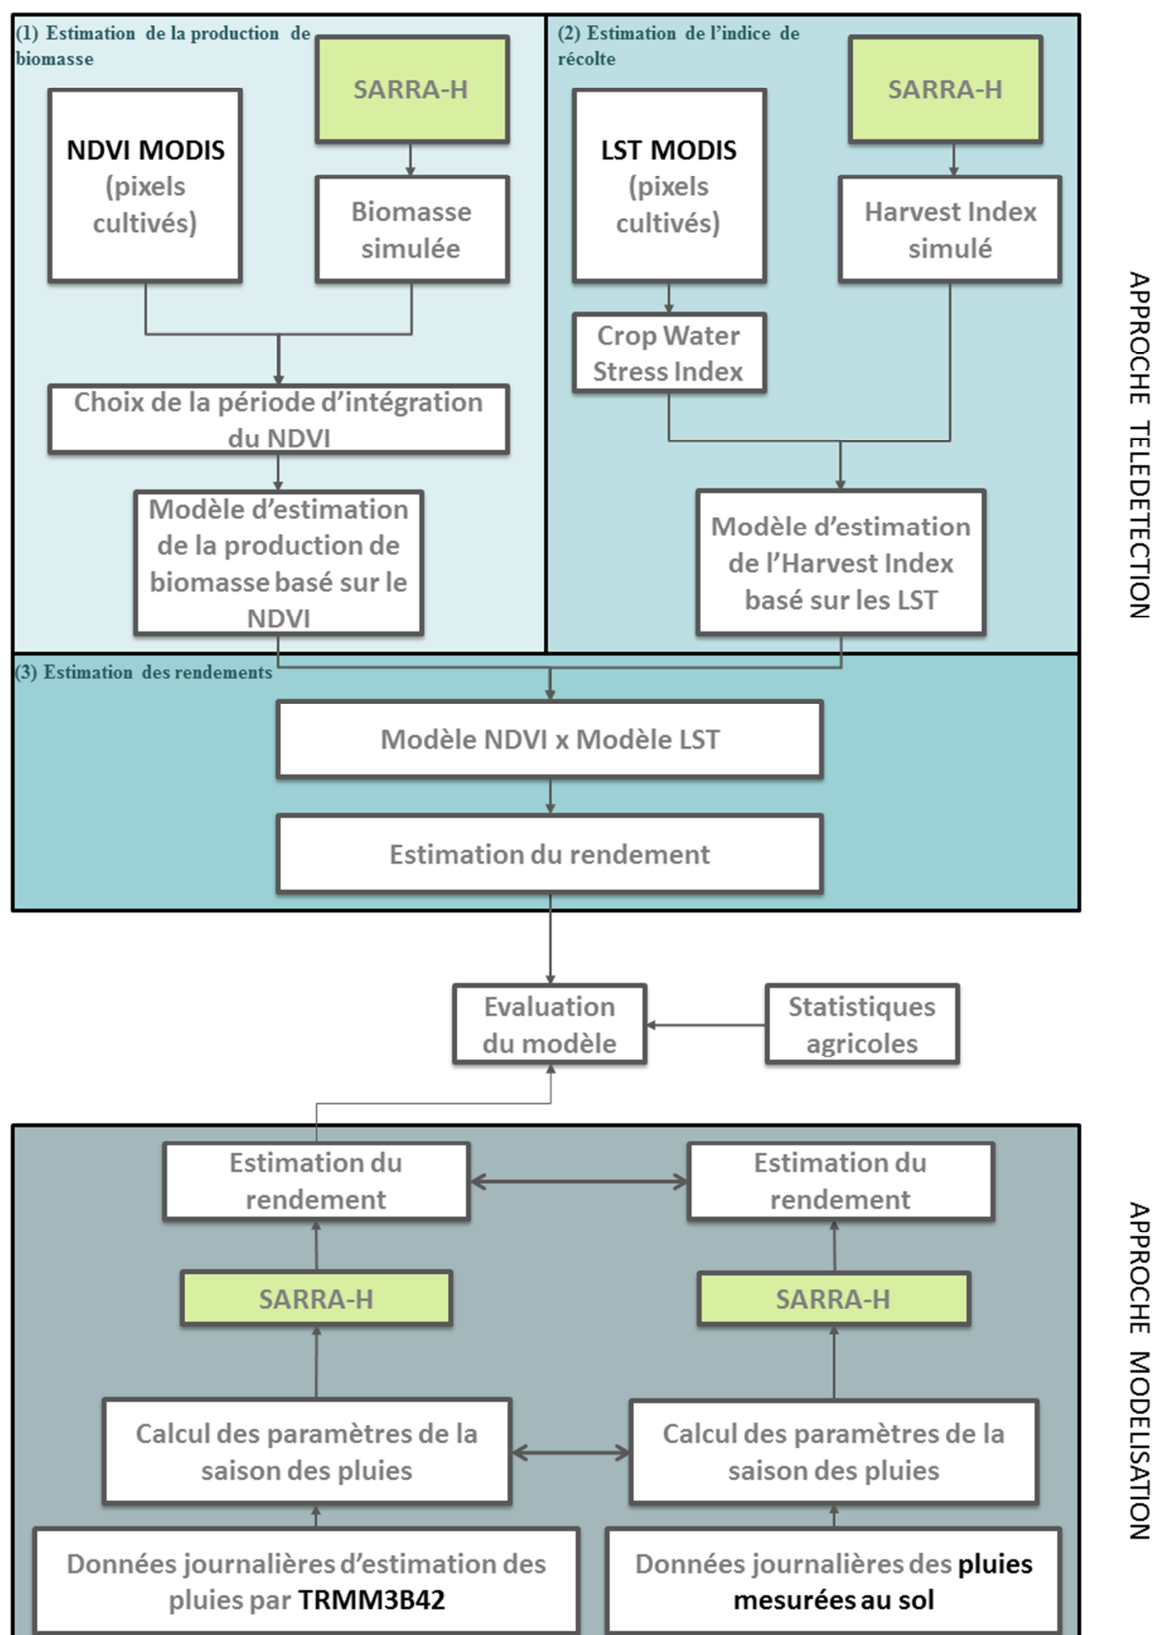 (1) Estimation de la production de
biomasse
SARRA-H
NDVI MODIS
(pixels
cultivés)
Biomasse
simulée
Choix de la période d'intégration
du NDVI
Modèle d'estimation
de la production de
biomasse basé sur le
NDVI
(2) Estimation de l'indice de
récolte
SARRA-H
LST MODIS
(pixels
cultivés)
Harvest Index
simulé
Crop Water
Stress Index
Modèle d'estimation
de l'Harvest Index
basé sur les LST
APPROCHE TELEDETECTION
(3) Estimation des rendements
Modèle NDVI x Modèle LST
Estimation du rendement
Evaluation
du modèle
Statistiques
agricoles
Estimation du
rendement
Estimation du
rendement
SARRA-H
SARRA-H
Calcul des paramètres de la
saison des pluies
Calcul des paramètres de la
saison des pluies
Données journalières d'estimation des
pluies par TRMM3B42
Données journalières des pluies
mesurées au sol
APPROCHE MODELISATION